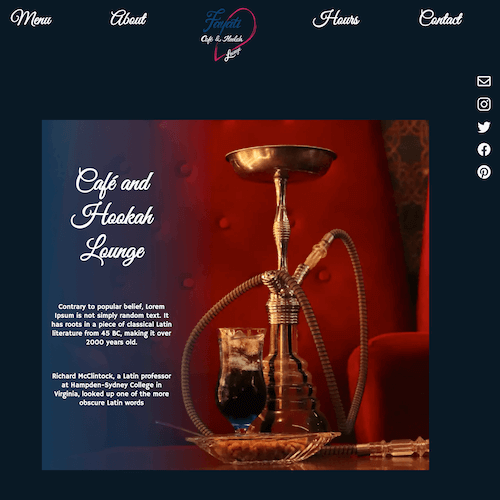 Menu
About
Café & Hookah
Lounge
Hours
Contact
Café and
Hookah
Lounge
Contrary to popular belief, Lorem
Ipsum is not simply random text. It
has roots in a piece of classical Latin
literature from 45 BC, making it over
2000 years old.
Richard McClintock, a Latin professor
at Hampden-Sydney College in
Virginia, looked up one of the more
obscure Latin words